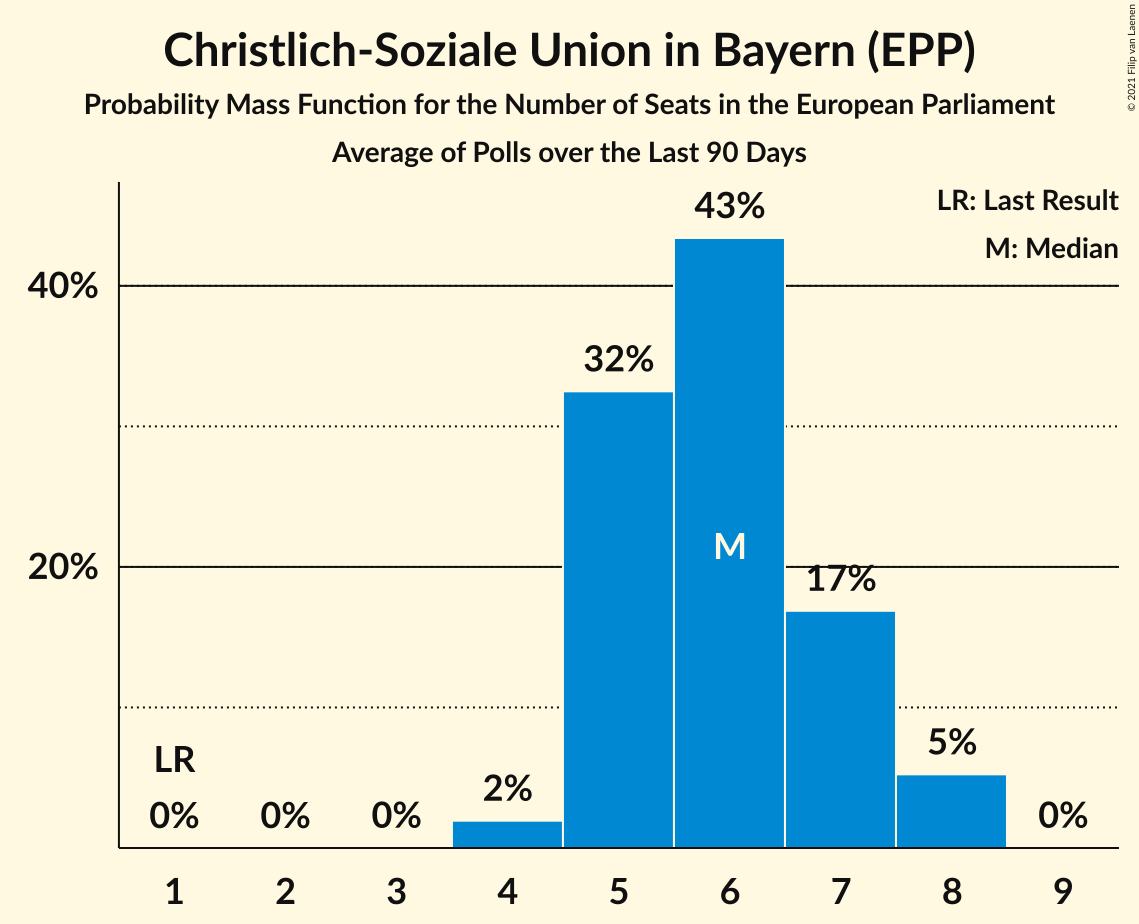 Christlich-Soziale Union in Bayern (EPP)
Probability Mass Function for the Number of Seats in the European Parliament
Average of Polls over the Last 90 Days
© 2021 Filip van Laenen
LR: Last Result
M: Median
43%
40%
32%
M
20%
17%
LR
5%
2%
0% 0% 0% 0%
1 2 3 4 5 6 7 8 9